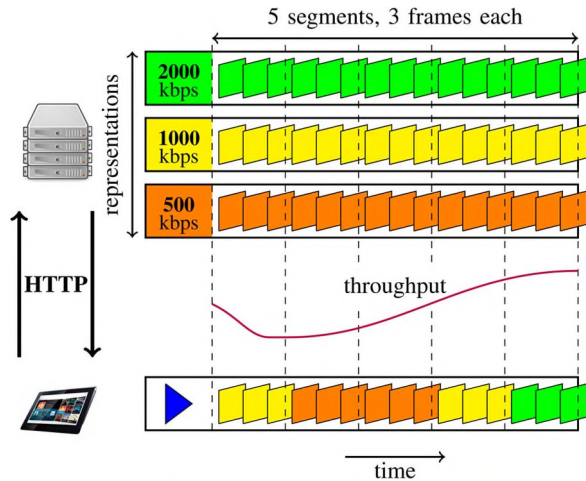 5 segments, 3 frames each
representations
2000
kbps
1000
kbps
500
kbps
HTTP
throughput
time